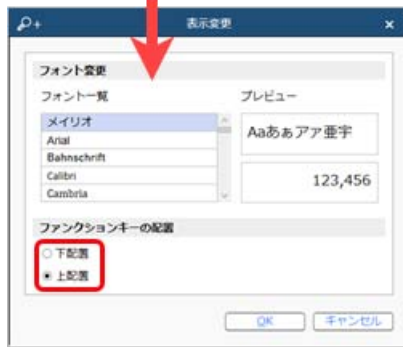 表示変更
フォント変更
フォント一覧
プレビュー
メイリオ
Arial
Bahnschrift
Calibri
Cambria
Aaあぁアァ亜宇
123,456
ファンクションキーの配置
下配置
上配置
OK
キャンセル